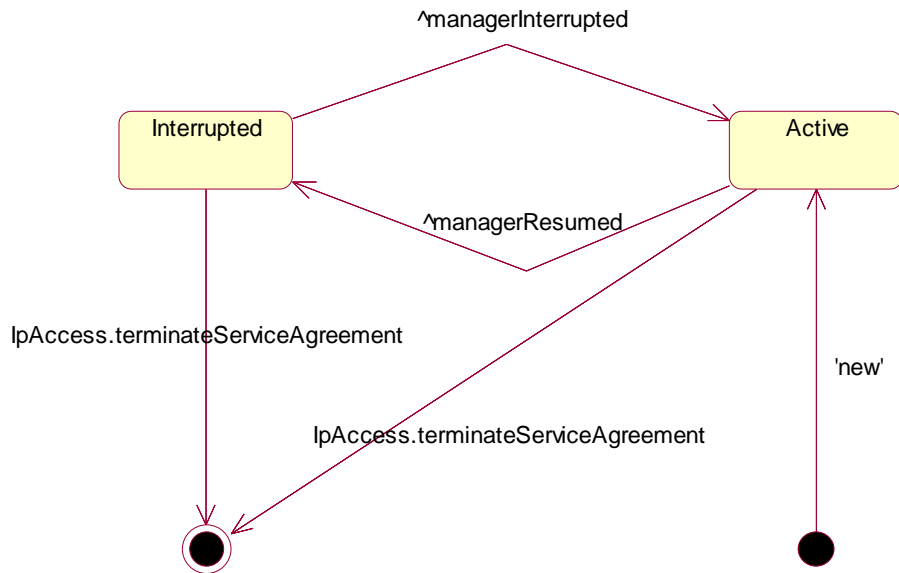 ^managerInterrupted
Interrupted
Active
^managerResumed
IpAccess.terminateServiceAgreement
'new'
IpAccess.terminateServiceAgreement